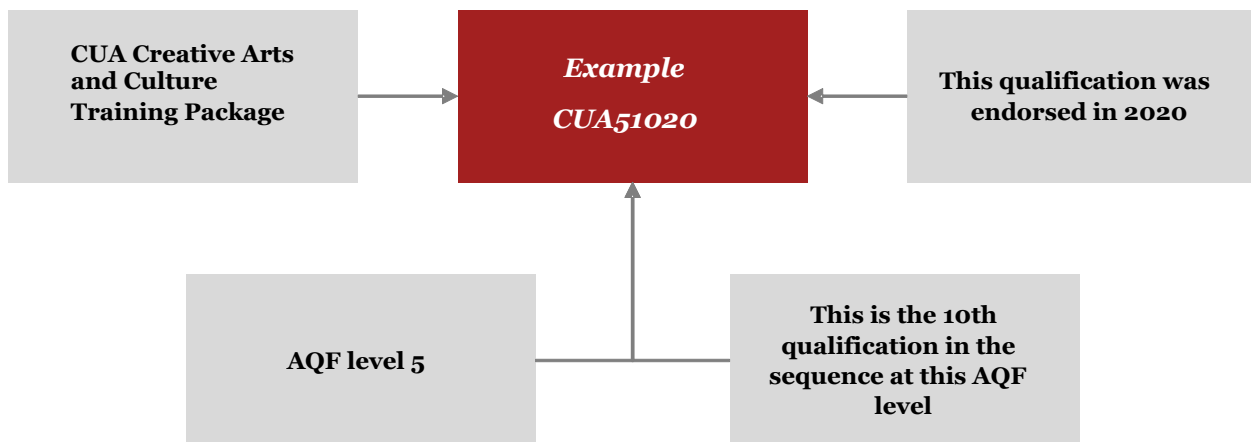 CUA Creative Arts
and Culture
Training Package
Example
CUA51020
This qualification was
endorsed in 2020
AQF level 5
This is the 10th
qualification in the
sequence at this AQF
level